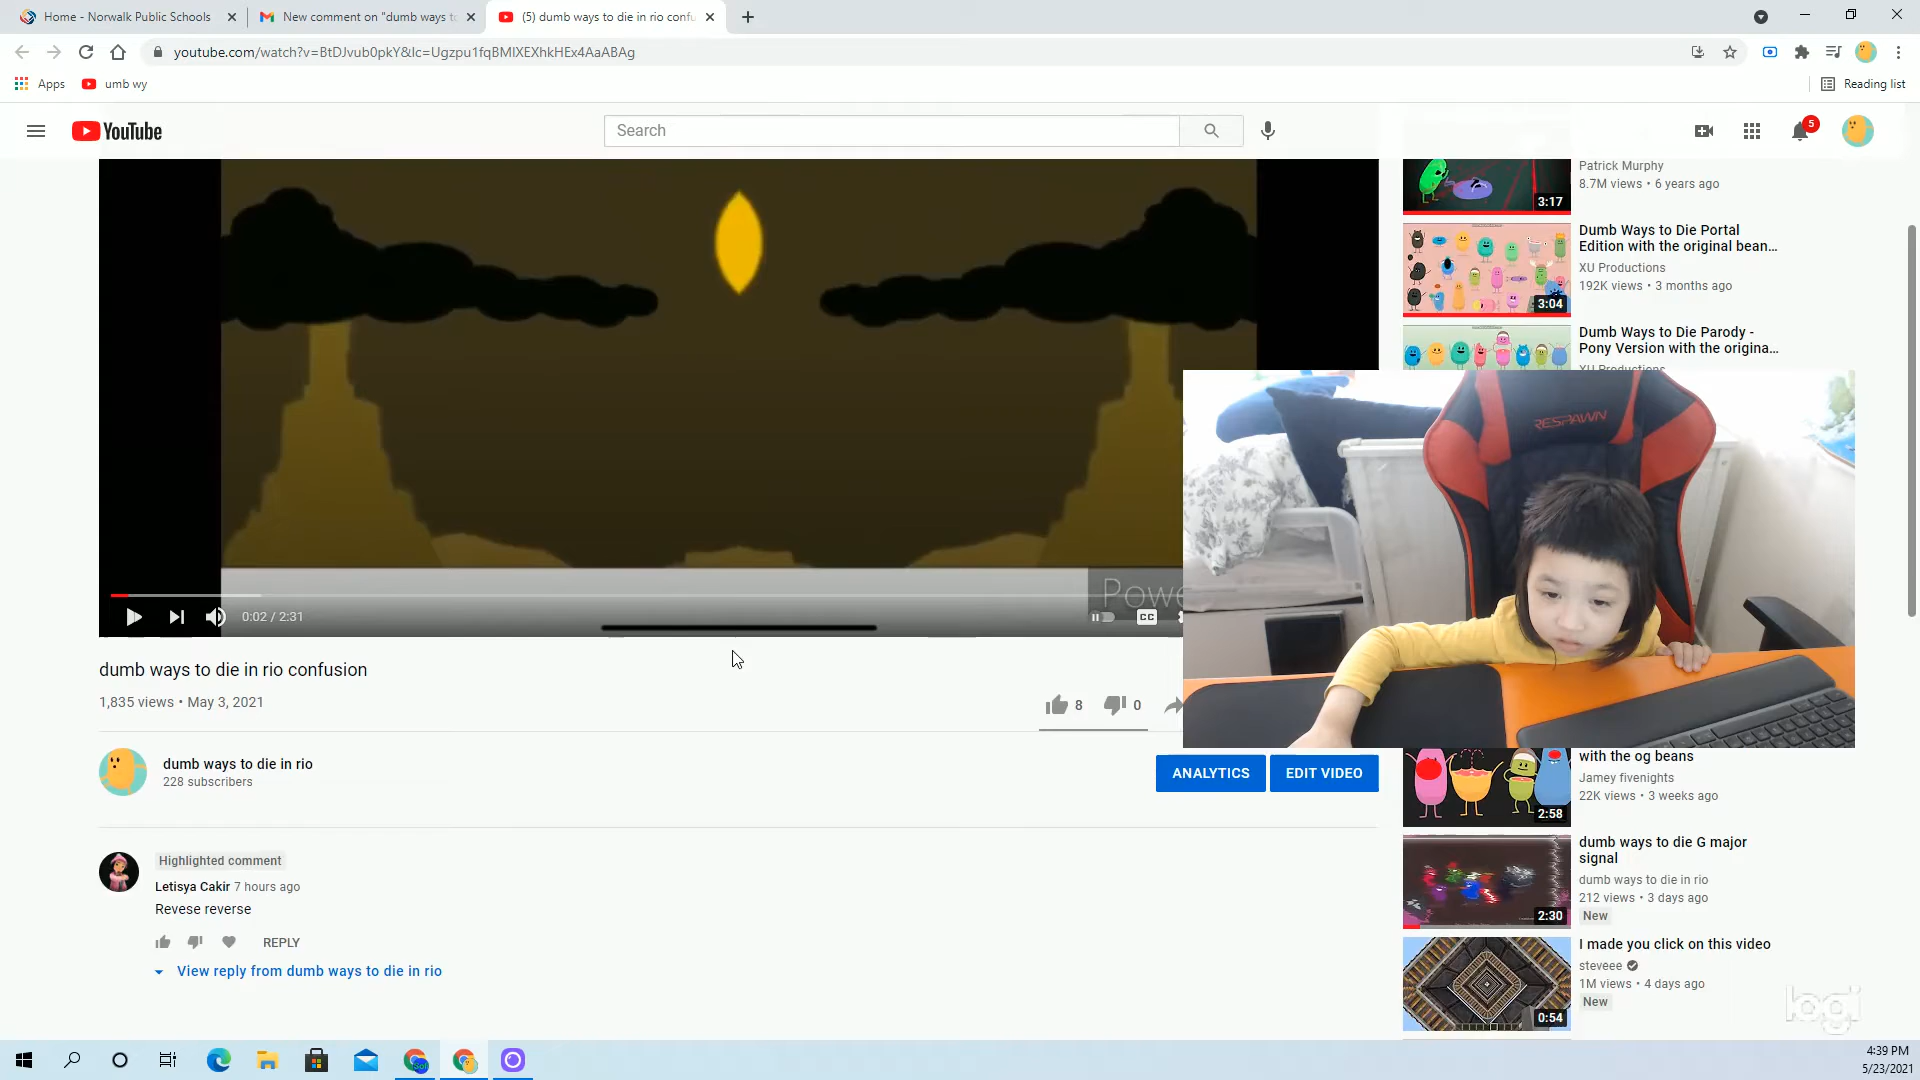 Home - Norwalk Public Schools
New comment on "dumb ways to
(5) dumb ways to die in rio confu
youtube.com/watch?v=BtDJvub0pkY&lc=Ugzpu1fqBMlXEXhkHEx4AaABAg
Apps
umb wy
Reading list
YouTube
Search
5
Patrick Murphy
8.7M views • 6 years ago
3:17
Dumb Ways to Die Portal
Edition with the original bean...
XU Productions
192K views • 3 months ago
3:04
Dumb Ways to Die Parody -
Pony Version with the origina...
XU Productions
RESPAWN
Powe
0:02 / 2:31
CC
dumb ways to die in rio confusion
1,835 views • May 3, 2021
8
0
dumb ways to die in rio
228 subscribers
ANALYTICS
EDIT VIDEO
with the og beans
Jamey fivenights
22K views • 3 weeks ago
2:58
Highlighted comment
Letisya Cakir 7 hours ago
Revese reverse
REPLY
View reply from dumb ways to die in rio
dumb ways to die G major
signal
dumb ways to die in rio
212 views • 3 days ago
New
2:30
I made you click on this video
steveee
1M views • 4 days ago
New
0:54
logi
4:39 PM
5/23/2021